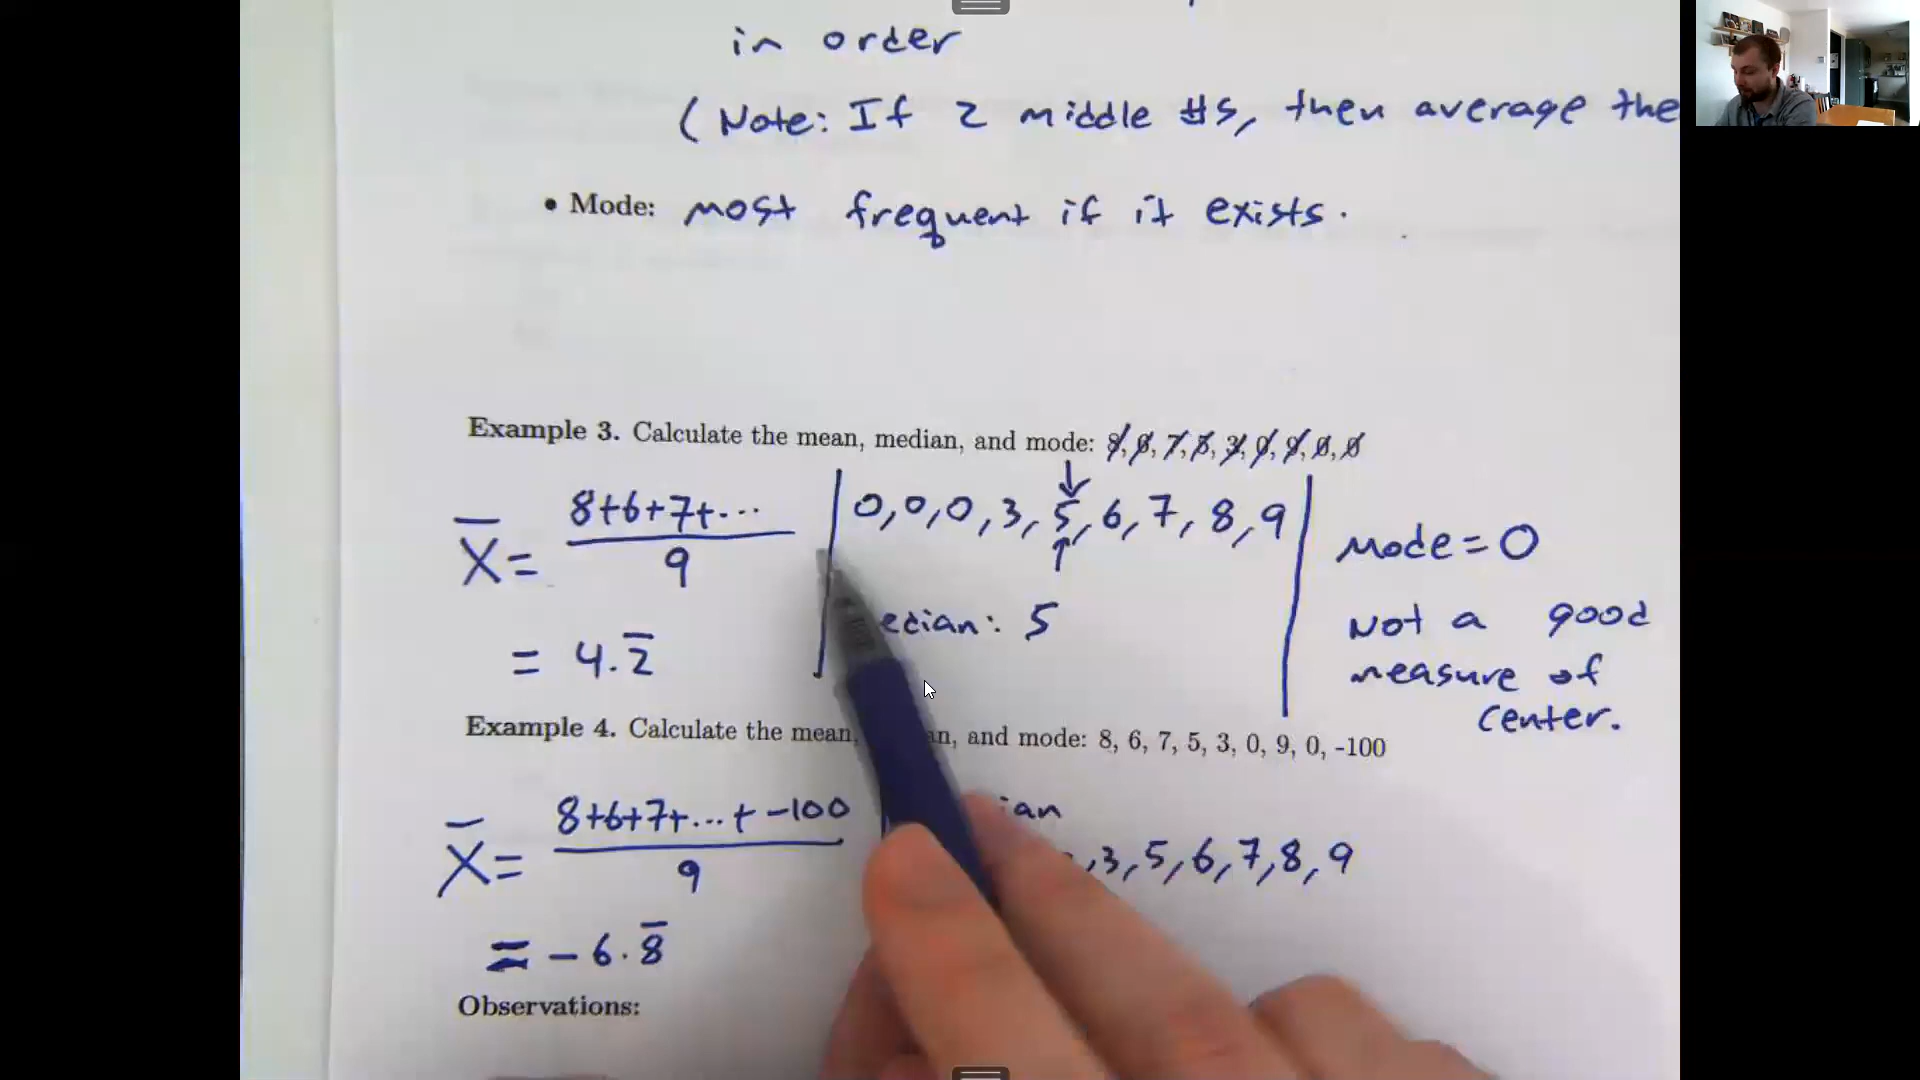 in order
(Note: If 2 middle #s, then average the
• Mode: most frequent if it exists.
Example 3. Calculate the mean, median, and mode: 8, 6, 7, 5, 3, 0, 9, 0, 0
X̅ = 8+6+7+... / 9
0, 0, 0, 3, 5, 6, 7, 8, 9
Mode = 0
= 4.2̅
edian: 5
Not a good
measure of
center.
Example 4. Calculate the mean, an, and mode: 8, 6, 7, 5, 3, 0, 9, 0, -100
X̅ = 8+6+7+...+ -100 / 9
ian
,3,5,6,7,8,9
= -6.8̅
Observations: